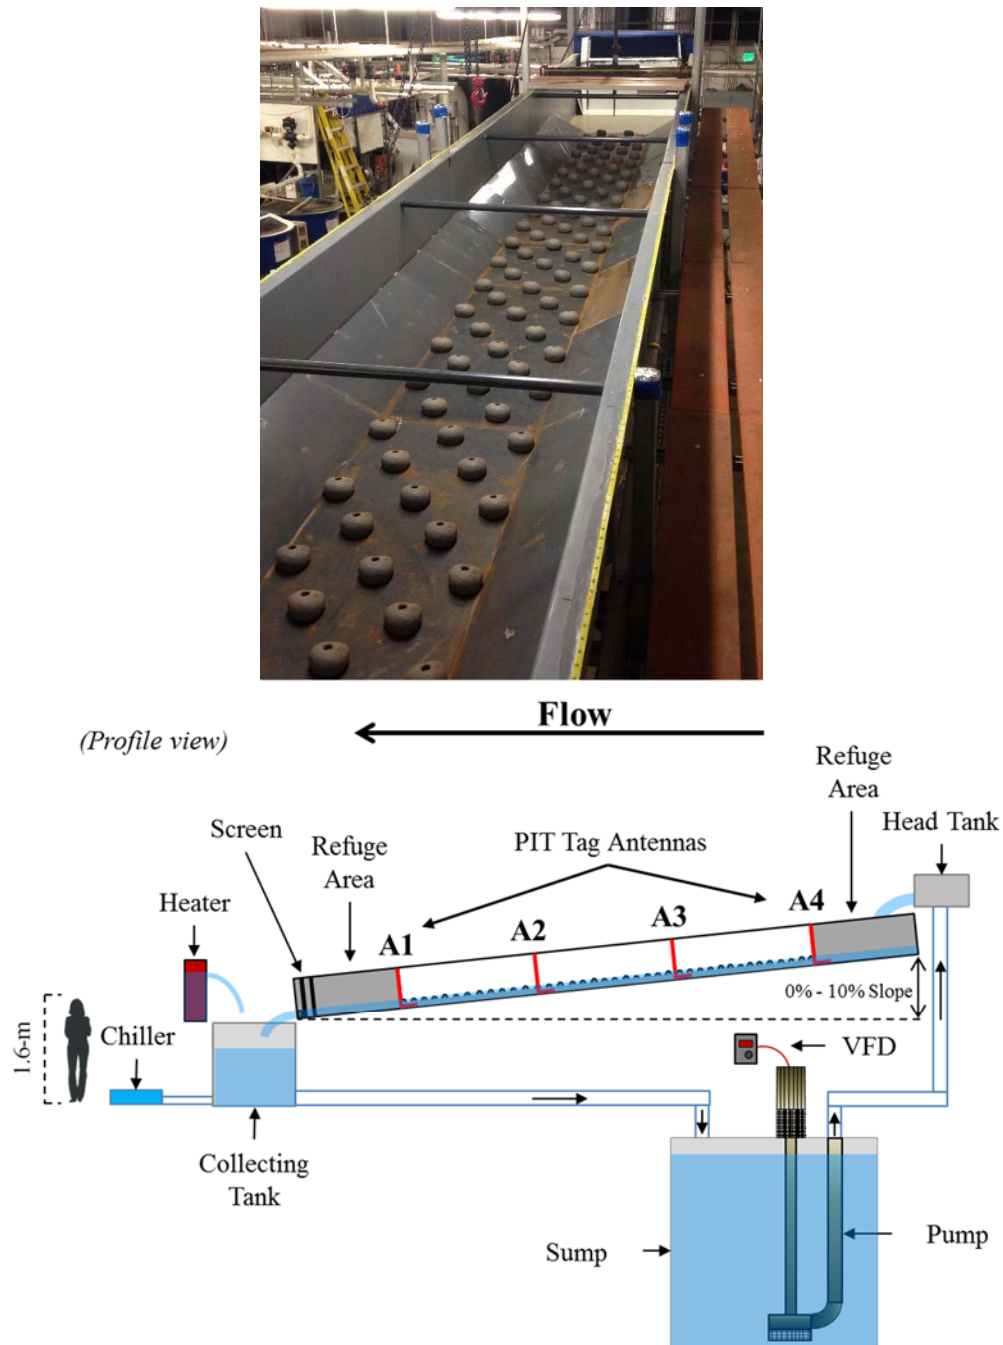 Flow
(Profile view)
Refuge
Area
Head Tank
Screen
Refuge
Area
PIT Tag Antennas
Heater
A1
A2
A3
A4
0% - 10% Slope
1.6-m
Chiller
VFD
Collecting
Tank
Sump
Pump